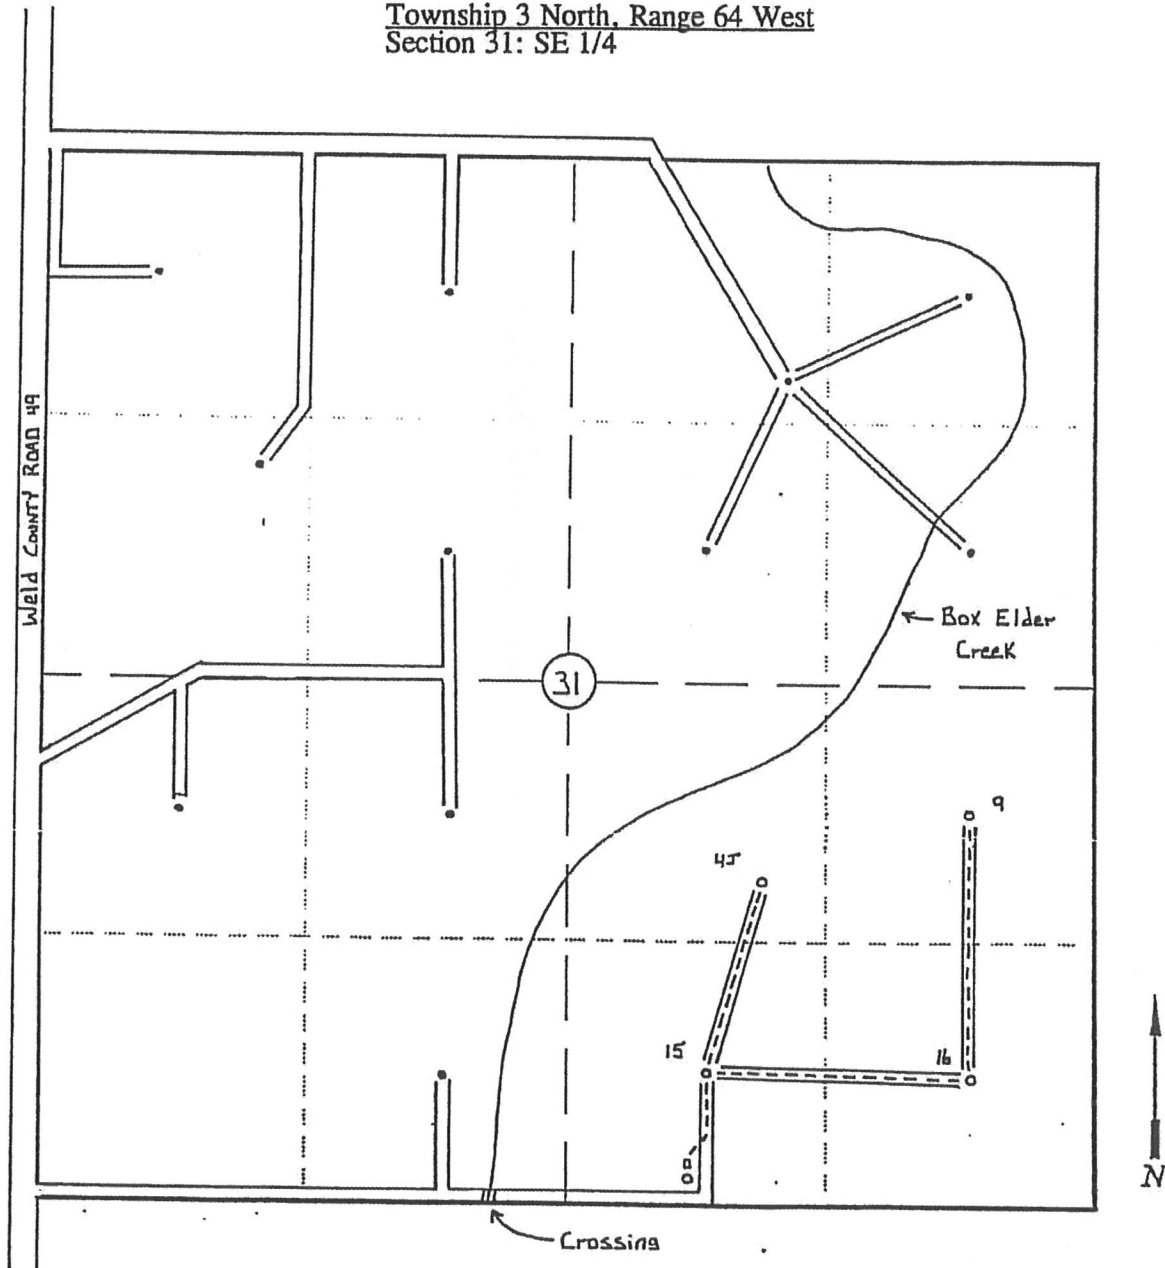 Township 3 North, Range 64 West
Section 31: SE 1/4
Weld County ROAD 49
31
Box Elder
Creek
9
45
15
16
N
Crossing